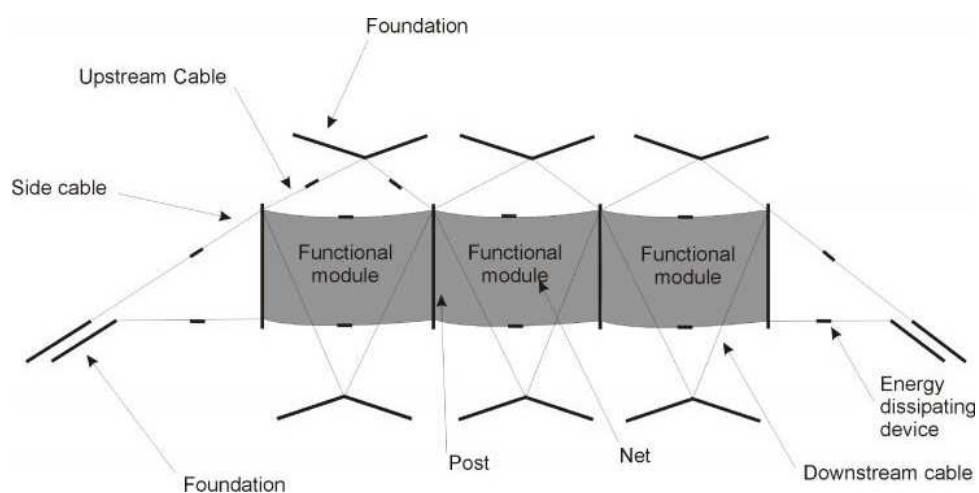 Foundation
Upstream Cable
Side cable
Functional
module
Functional
module
Functional
module
Energy
dissipating
device
Post
Net
Downstream cable
Foundation